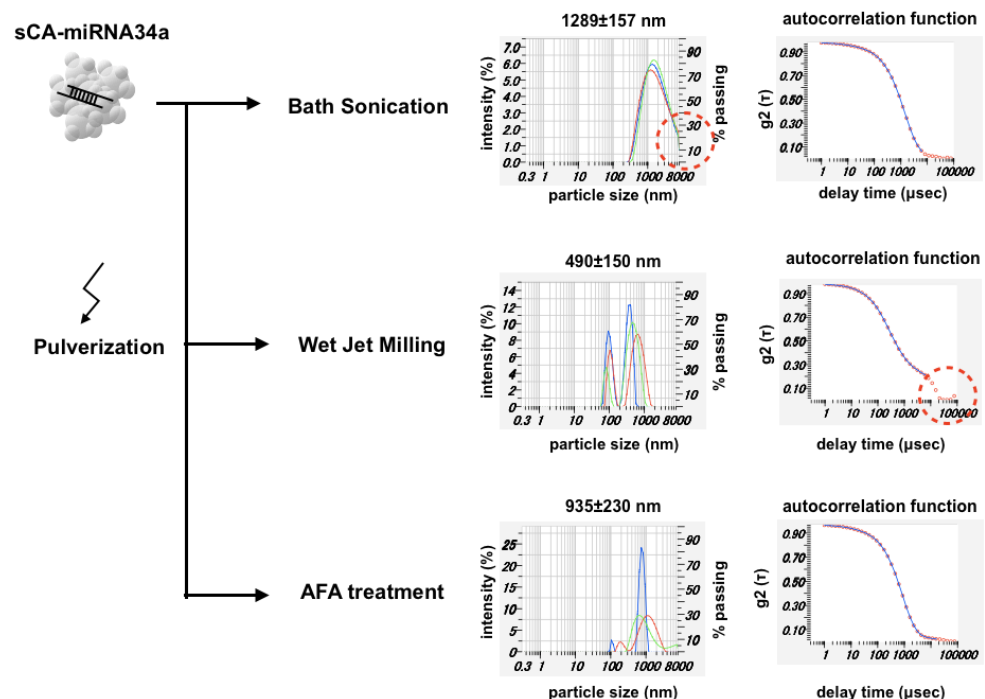 sCA-miRNA34a
Pulverization
Bath Sonication
1289±157 nm
intensity (%)
7.0
6.0
5.0
4.0
3.0
2.0
1.0
0.0
0.3 1 10 100 1000 8000
particle size (nm)
90
70
50
30
10
% passing
autocorrelation function
g2 (τ)
0.90
0.70
0.50
0.30
0.10
1 10 100 1000 100000
delay time (µsec)
Wet Jet Milling
490±150 nm
intensity (%)
14
12
10
8
6
4
2
0
0.3 1 10 100 1000 8000
particle size (nm)
90
70
50
30
10
% passing
autocorrelation function
g2 (τ)
0.90
0.70
0.50
0.30
0.10
1 10 100 1000 100000
delay time (µsec)
AFA treatment
935±230 nm
intensity (%)
25
20
15
10
5
0
0.3 1 10 100 1000 8000
particle size (nm)
90
70
50
30
10
% passing
autocorrelation function
g2 (τ)
0.90
0.70
0.50
0.30
0.10
1 10 100 1000 100000
delay time (µsec)